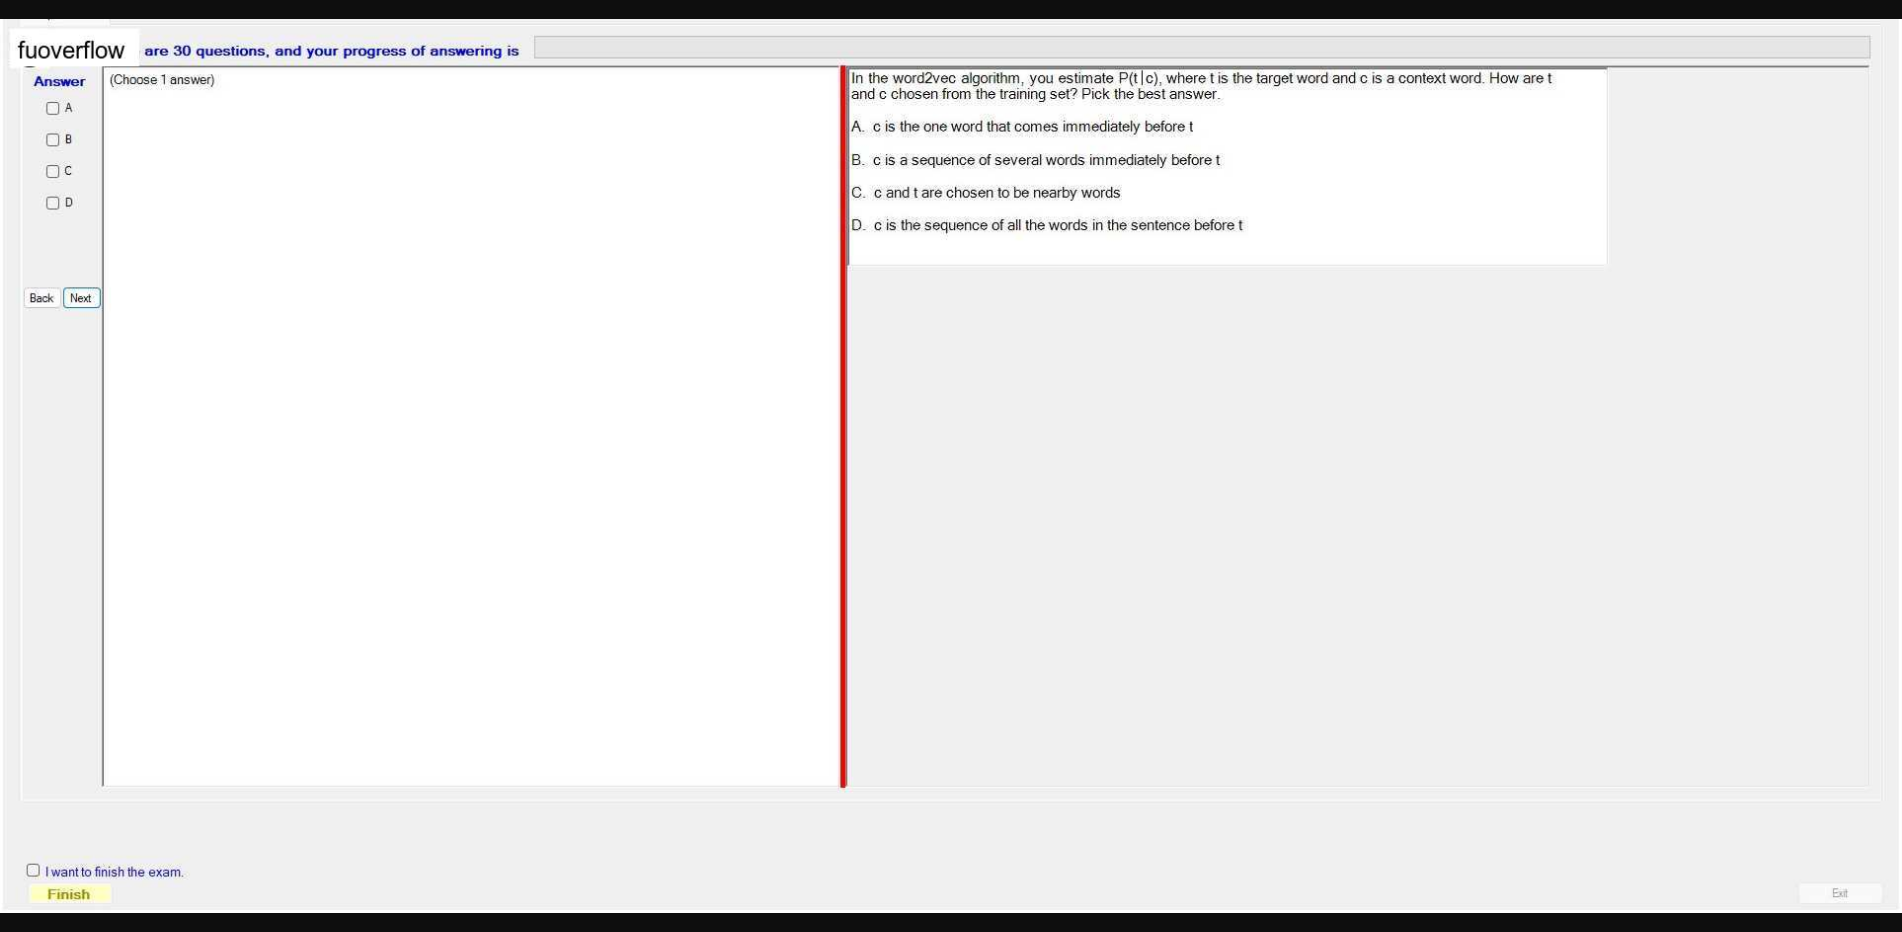 fuoverflow are 30 questions, and your progress of answering is
Answer
(Choose 1 answer)
A
B
C
D
Back Next
In the word2vec algorithm, you estimate P(t|c), where t is the target word and c is a context word. How are t
and c chosen from the training set? Pick the best answer.
A. c is the one word that comes immediately before t
B. c is a sequence of several words immediately before t
C. c and t are chosen to be nearby words
D. c is the sequence of all the words in the sentence before t
I want to finish the exam.
Finish
Exit